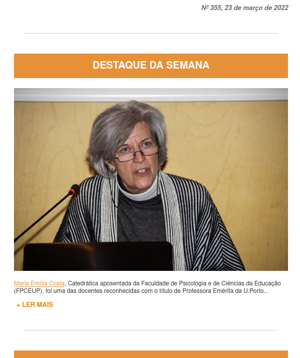 Nº 355, 23 de março de 2022
DESTAQUE DA SEMANA
Maria Emília Costa, Catedrática aposentada da Faculdade de Psicologia e de Ciências da Educação
(FPCEUP), foi uma das docentes reconhecidas com o título de Professora Emérita da U.Porto...
+ LER MAIS